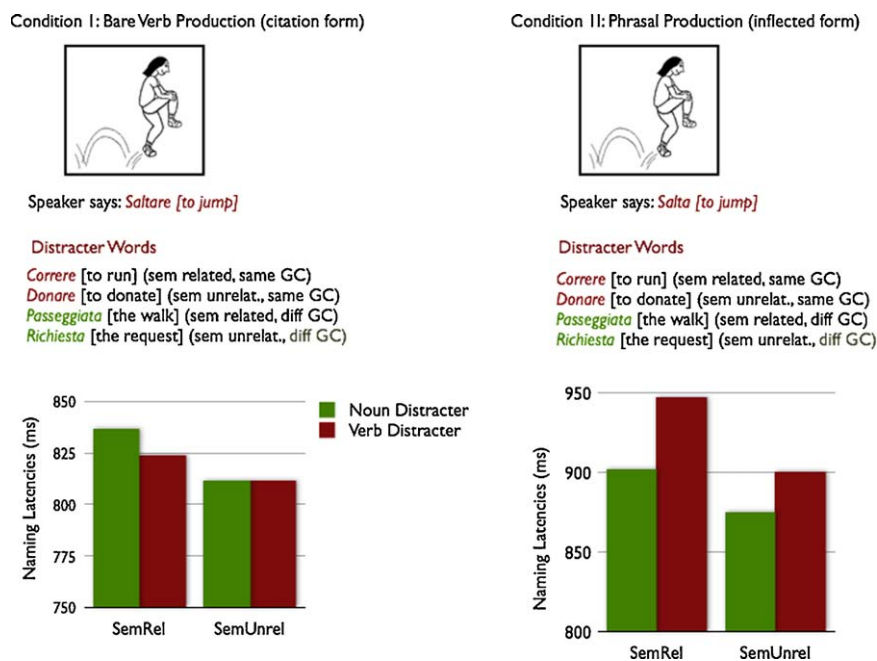 Condition I: Bare Verb Production (citation form)
Speaker says: Saltare [to jump]
Distracter Words
Correre [to run] (sem related, same GC)
Donare [to donate] (sem unrelat., same GC)
Passeggiata [the walk] (sem related, diff GC)
Richiesta [the request] (sem unrelat., diff GC)
Naming Latencies (ms)
850
825
800
775
750
SemRel SemUnrel
Noun Distracter
Verb Distracter
Condition II: Phrasal Production (inflected form)
Speaker says: Salta [to jump]
Distracter Words
Correre [to run] (sem related, same GC)
Donare [to donate] (sem unrelat., same GC)
Passeggiata [the walk] (sem related, diff GC)
Richiesta [the request] (sem unrelat., diff GC)
Naming Latencies (ms)
950
900
850
800
SemRel SemUnrel